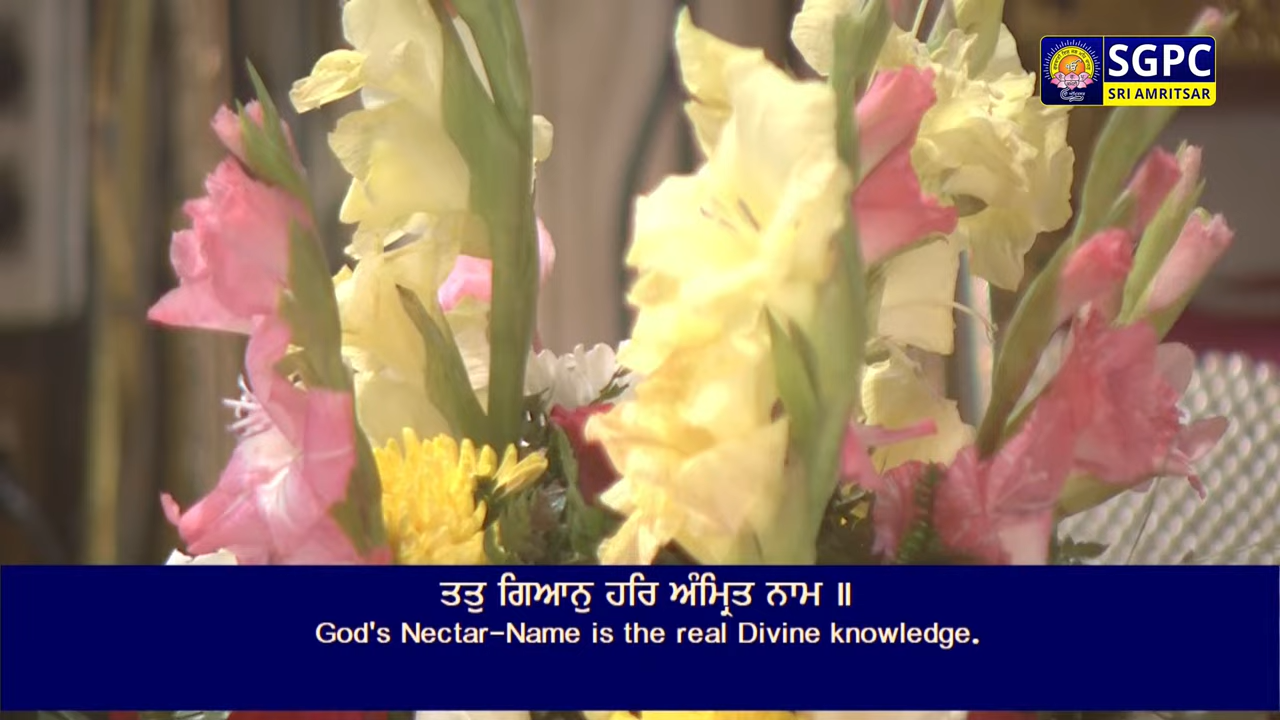 SGPC
SRI AMRITSAR
ਤਤੁ ਗਿਆਨੁ ਹਰਿ ਅੰਮ੍ਰਿਤ ਨਾਮ ॥
God's Nectar-Name is the real Divine knowledge.